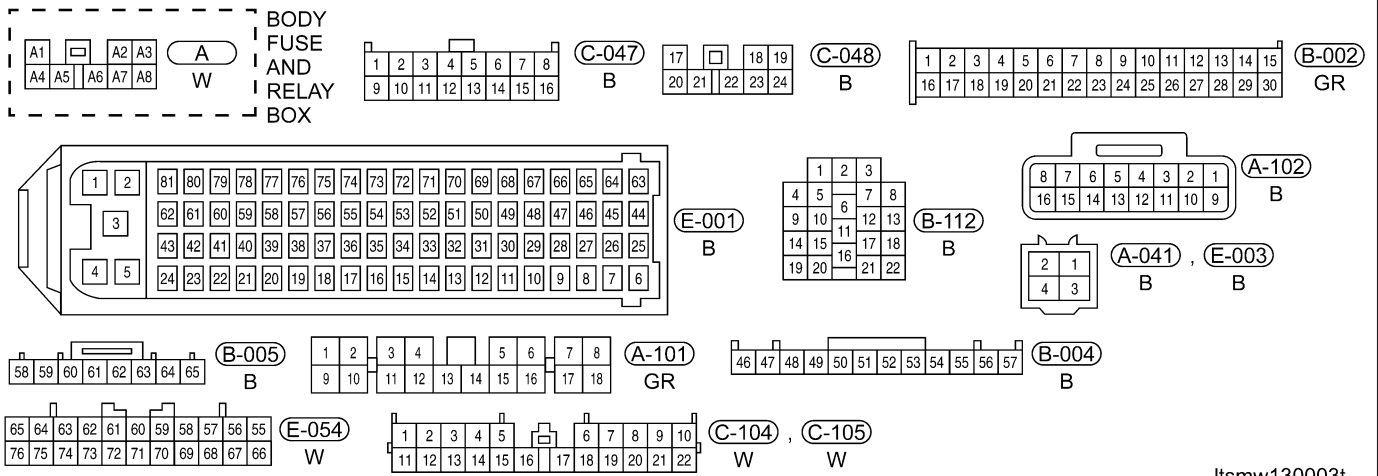 BODY
FUSE
AND
RELAY
BOX
A1 A2 A3
A4 A5 A6 A7 A8
A
W
1 2 3 4 5 6 7 8
9 10 11 12 13 14 15 16
C-047
B
17 18 19
20 21 22 23 24
C-048
B
1 2 3 4 5 6 7 8 9 10 11 12 13 14 15
16 17 18 19 20 21 22 23 24 25 26 27 28 29 30
B-002
GR
1 2
3
4 5
81 80 79 78 77 76 75 74 73 72 71 70 69 68 67 66 65 64 63
62 61 60 59 58 57 56 55 54 53 52 51 50 49 48 47 46 45 44
43 42 41 40 39 38 37 36 35 34 33 32 31 30 29 28 27 26 25
24 23 22 21 20 19 18 17 16 15 14 13 12 11 10 9 8 7 6
E-001
B
1 2 3
4 5 6 7 8
9 10 11 12 13
14 15 16 17 18
19 20 21 22
B-112
B
8 7 6 5 4 3 2 1
16 15 14 13 12 11 10 9
A-102
B
2 1
4 3
A-041 , E-003
B B
58 59 60 61 62 63 64 65
B-005
B
1 2 3 4 5 6 7 8
9 10 11 12 13 14 15 16 17 18
A-101
GR
46 47 48 49 50 51 52 53 54 55 56 57
B-004
B
65 64 63 62 61 60 59 58 57 56 55
76 75 74 73 72 71 70 69 68 67 66
E-054
W
1 2 3 4 5 6 7 8 9 10
11 12 13 14 15 16 17 18 19 20 21 22
C-104 , C-105
W W